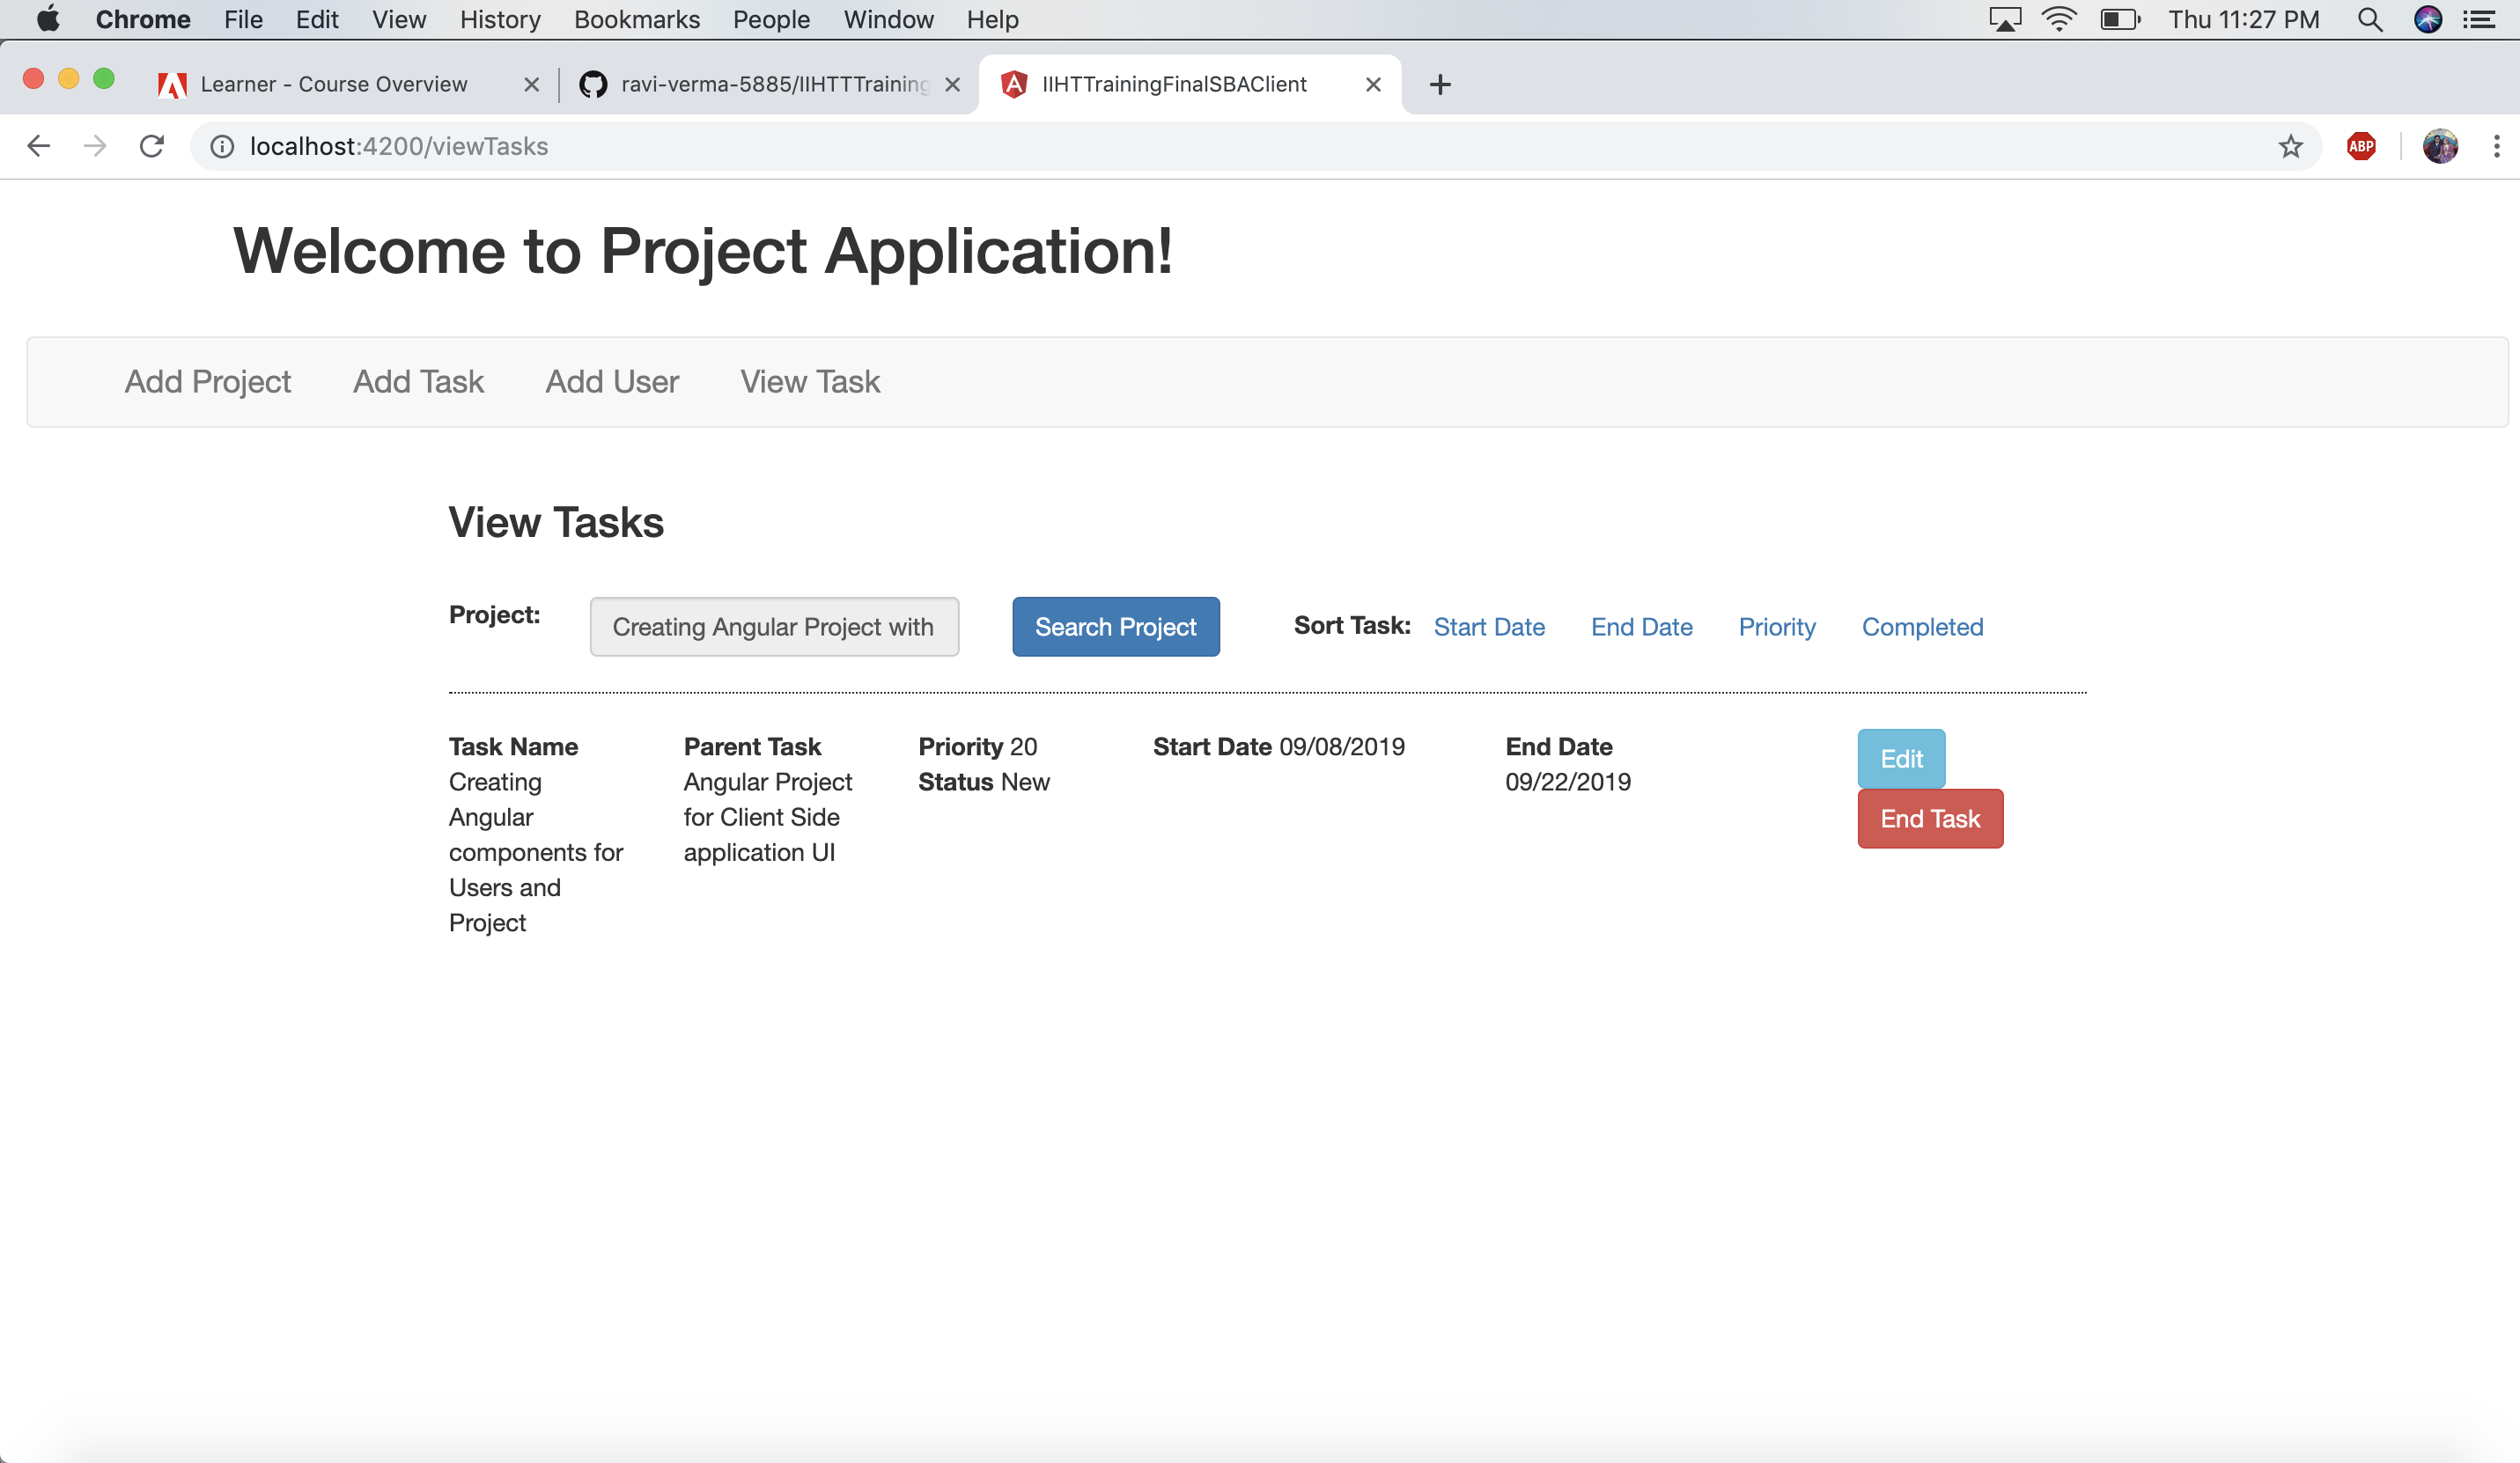 Chrome File Edit View History Bookmarks People Window Help Thu 11:27 PM
Learner - Course Overview ravi-verma-5885/IIHTTTraining IIHTTrainingFinalSBAClient
localhost:4200/viewTasks ABP
Welcome to Project Application!
Add Project Add Task Add User View Task
View Tasks
Project: Creating Angular Project with Search Project Sort Task: Start Date End Date Priority Completed
Task Name
Creating
Angular
components for
Users and
Project
Parent Task
Angular Project
for Client Side
application UI
Priority 20
Status New
Start Date 09/08/2019
End Date
09/22/2019
Edit
End Task